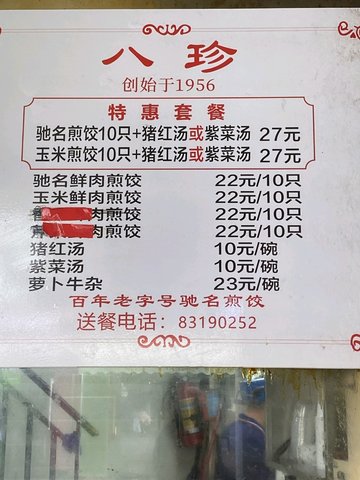 八珍
创始于1956
特惠套餐
驰名煎饺10只+猪红汤或紫菜汤 27元
玉米煎饺10只+猪红汤或紫菜汤 27元
驰名鲜肉煎饺 22元/10只
玉米鲜肉煎饺 22元/10只
肉煎饺 22元/10只
肉煎饺 22元/10只
猪红汤 10元/碗
紫菜汤 10元/碗
萝卜牛杂 23元/碗
百年老字号驰名煎饺
送餐电话：83190252